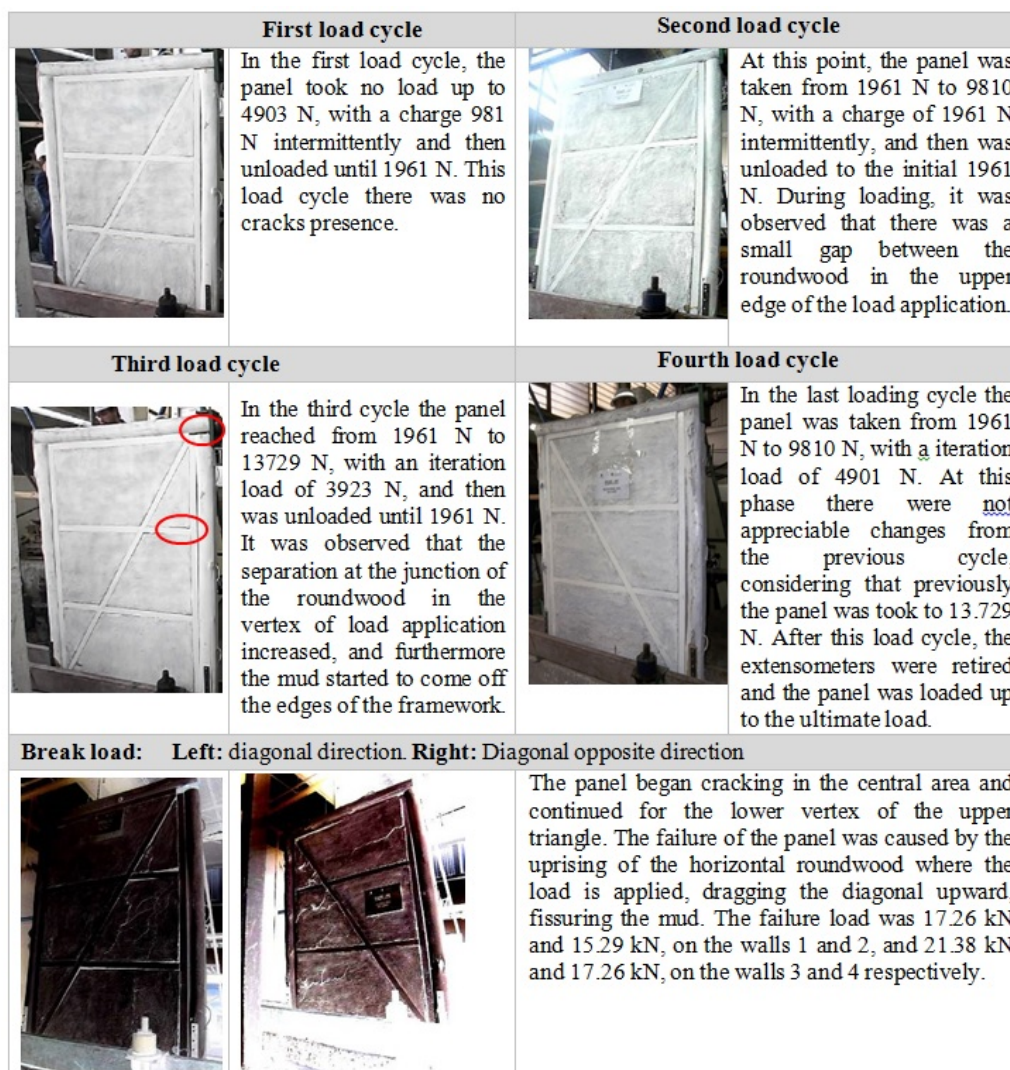 First load cycle
In the first load cycle, the
panel took no load up to
4903 N, with a charge 981
N intermittently and then
unloaded until 1961 N. This
load cycle there was no
cracks presence.
Second load cycle
At this point, the panel was
taken from 1961 N to 9810
N, with a charge of 1961 N
intermittently, and then was
unloaded to the initial 1961
N. During loading, it was
observed that there was a
small gap between the
roundwood in the upper
edge of the load application.
Third load cycle
In the third cycle the panel
reached from 1961 N to
13729 N, with an iteration
load of 3923 N, and then
was unloaded until 1961 N.
It was observed that the
separation at the junction of
the roundwood in the
vertex of load application
increased, and furthermore
the mud started to come off
the edges of the framework.
Fourth load cycle
In the last loading cycle the
panel was taken from 1961
N to 9810 N, with a iteration
load of 4901 N. At this
phase there were not
appreciable changes from
the previous cycle,
considering that previously
the panel was took to 13.729
N. After this load cycle, the
extensometers were retired
and the panel was loaded up
to the ultimate load.
Break load: Left: diagonal direction. Right: Diagonal opposite direction
The panel began cracking in the central area and
continued for the lower vertex of the upper
triangle. The failure of the panel was caused by the
uprising of the horizontal roundwood where the
load is applied, dragging the diagonal upward,
fissuring the mud. The failure load was 17.26 kN
and 15.29 kN, on the walls 1 and 2, and 21.38 kN
and 17.26 kN, on the walls 3 and 4 respectively.